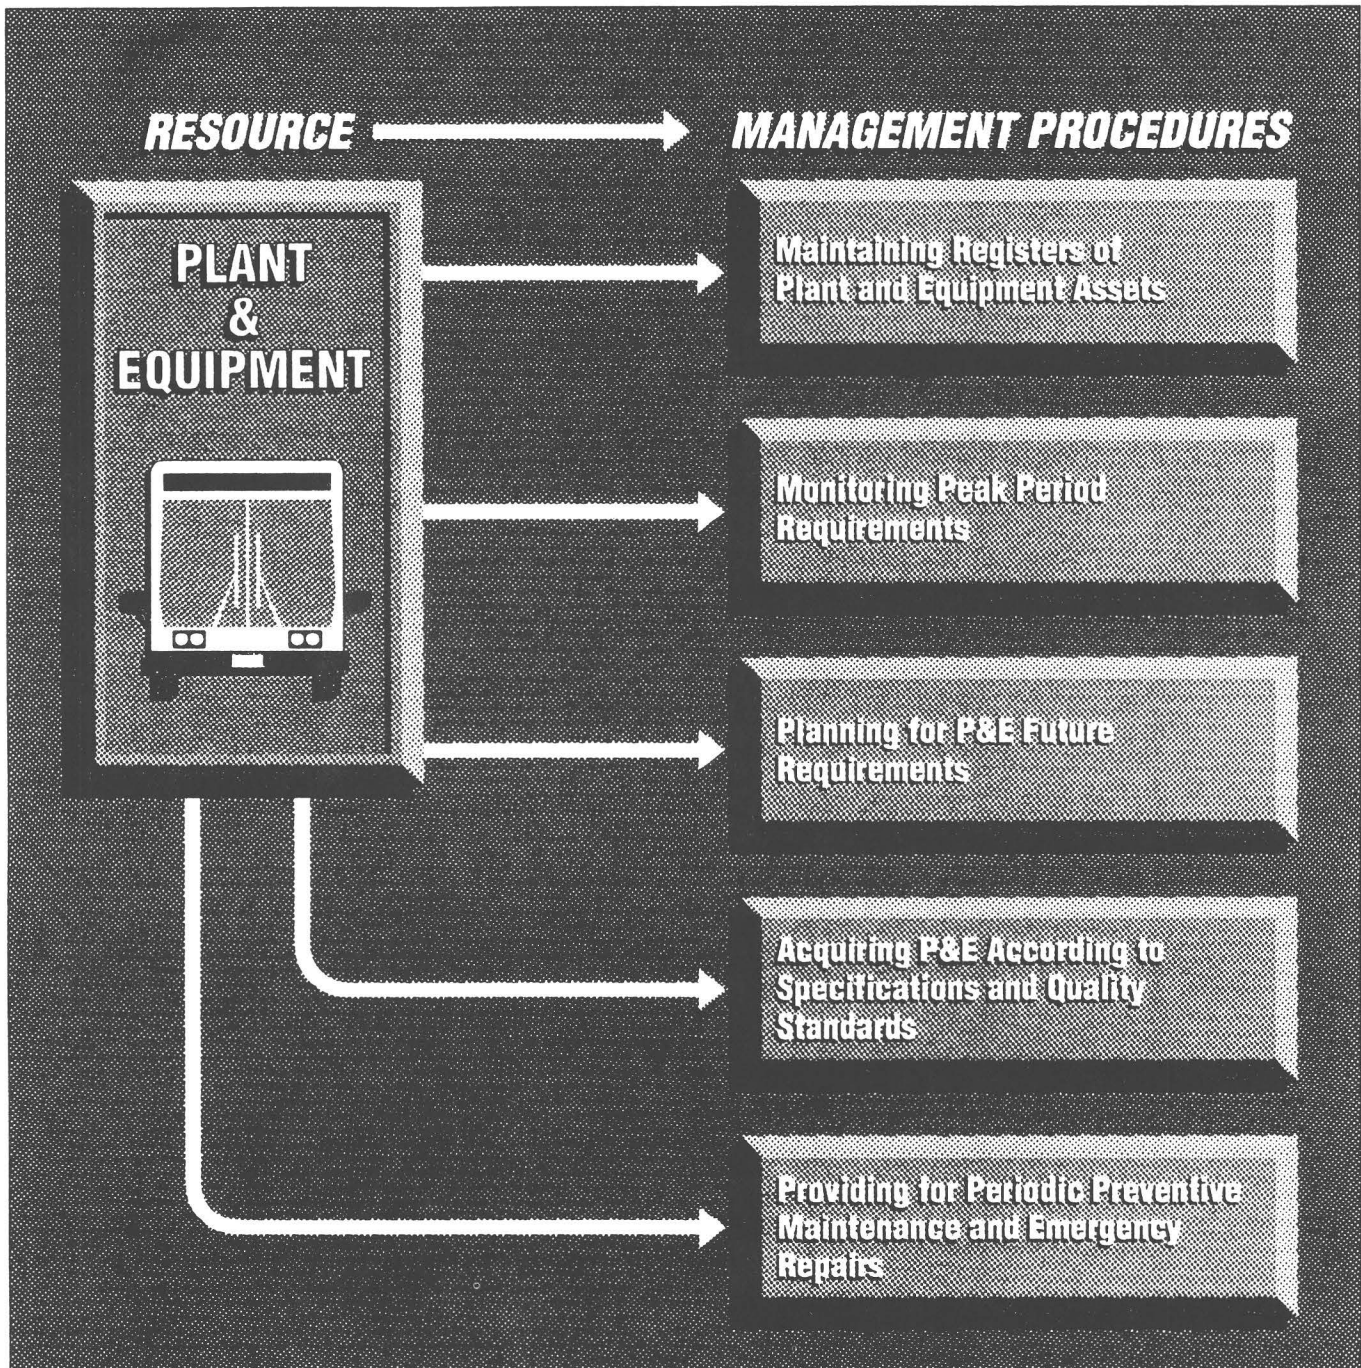 RESOURCE
MANAGEMENT PROCEDURES
PLANT
&
EQUIPMENT
Maintaining Registers of
Plant and Equipment Assets
Monitoring Peak Period
Requirements
Planning for P&E Future
Requirements
Acquiring P&E According to
Specifications and Quality
Standards
Providing for Periodic Preventive
Maintenance and Emergency
Repairs